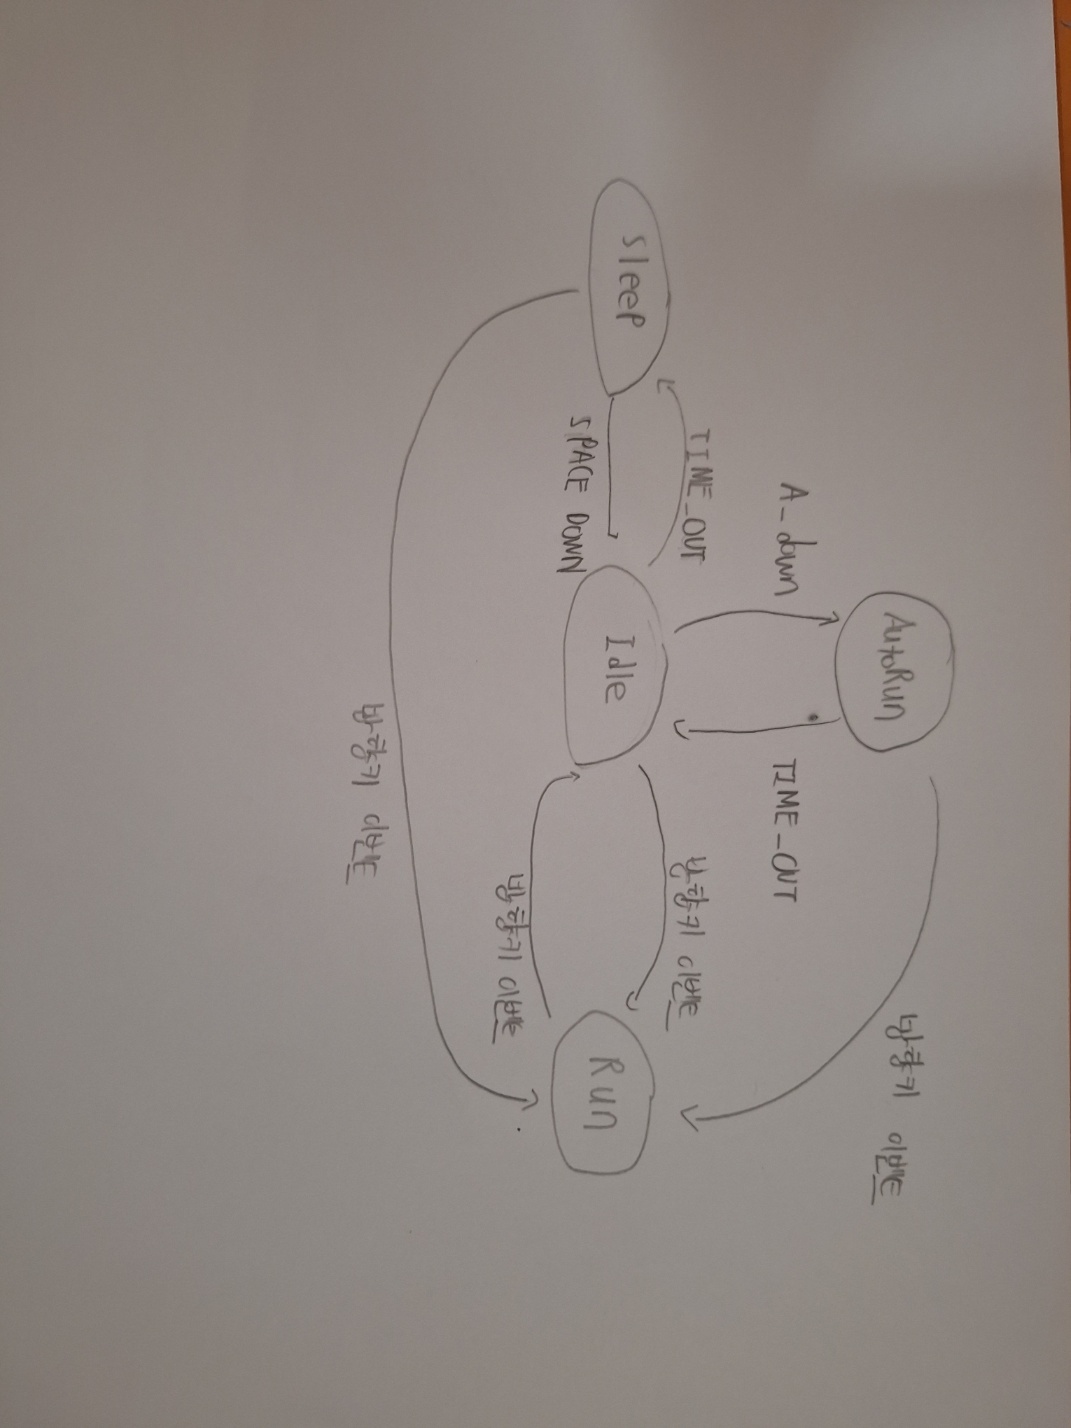 AutoRun
A_down
TIME_OUT
방향키 이벤트
TIME_OUT
방향키 이벤트
Sleep
Idle
Run
SPACE DOWN
방향키 이벤트
방향키 이벤트